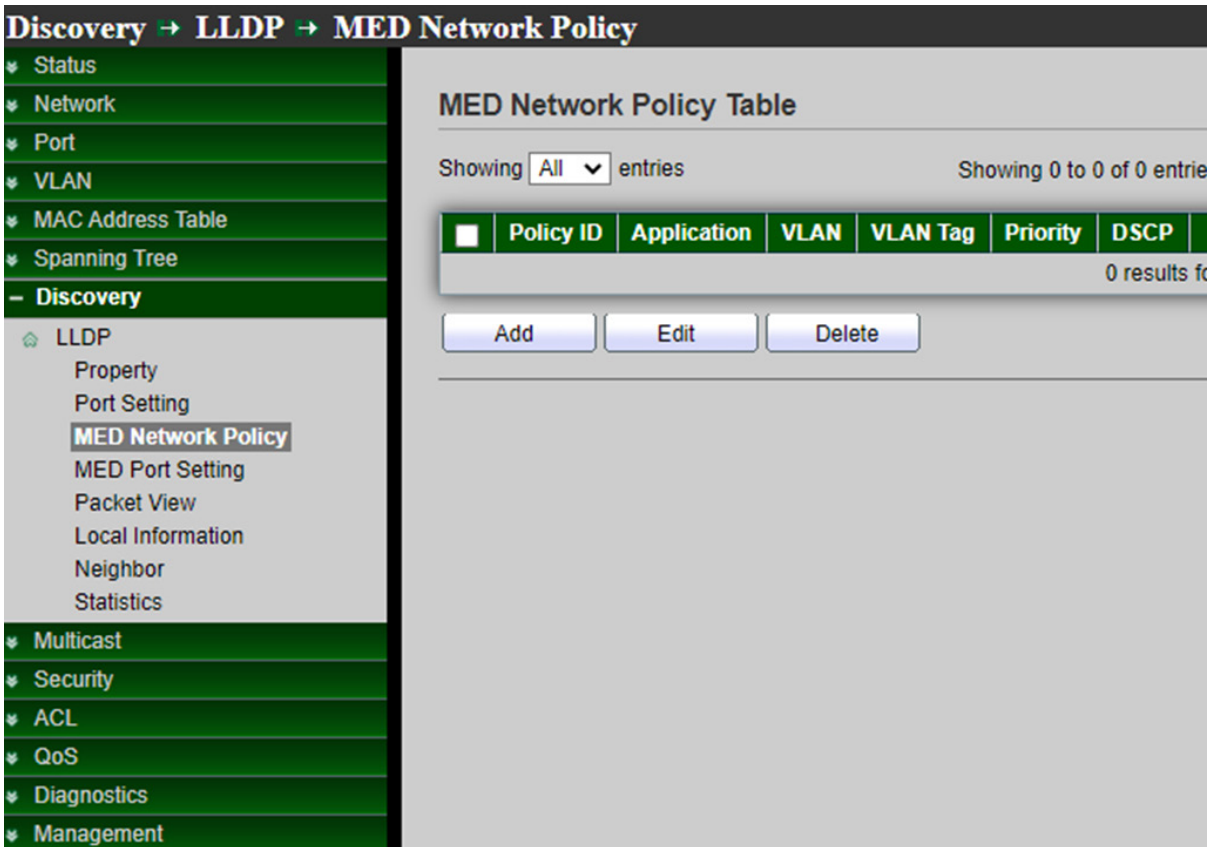 Discovery → LLDP → MED Network Policy
Status
Network
Port
VLAN
MAC Address Table
Spanning Tree
Discovery
LLDP
Property
Port Setting
MED Network Policy
MED Port Setting
Packet View
Local Information
Neighbor
Statistics
Multicast
Security
ACL
QoS
Diagnostics
Management
MED Network Policy Table
Showing All entries
Showing 0 to 0 of 0 entrie
Policy ID Application VLAN VLAN Tag Priority DSCP
0 results fo
Add Edit Delete